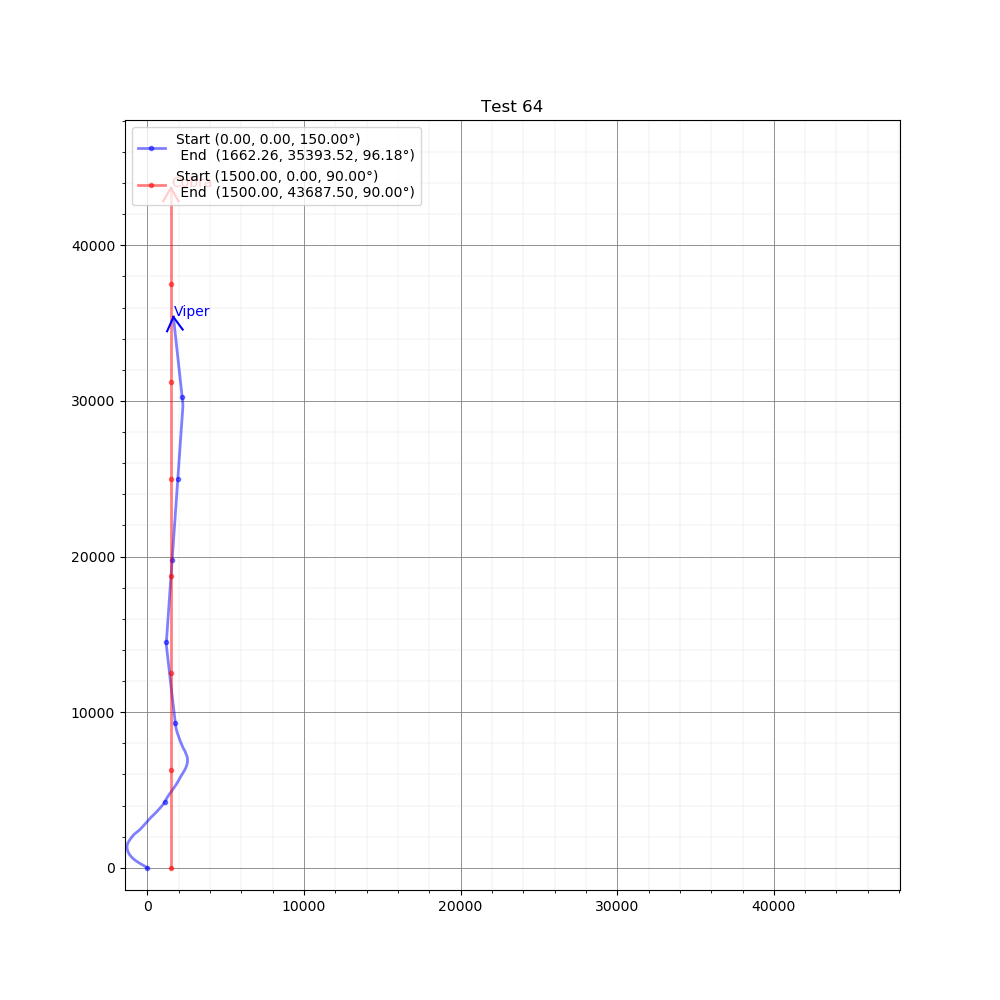 Test 64
Start (0.00, 0.00, 150.00°)
End (1662.26, 35393.52, 96.18°)
Start (1500.00, 0.00, 90.00°)
End (1500.00, 43687.50, 90.00°)
Viper
40000
30000
20000
10000
0
0 10000 20000 30000 40000